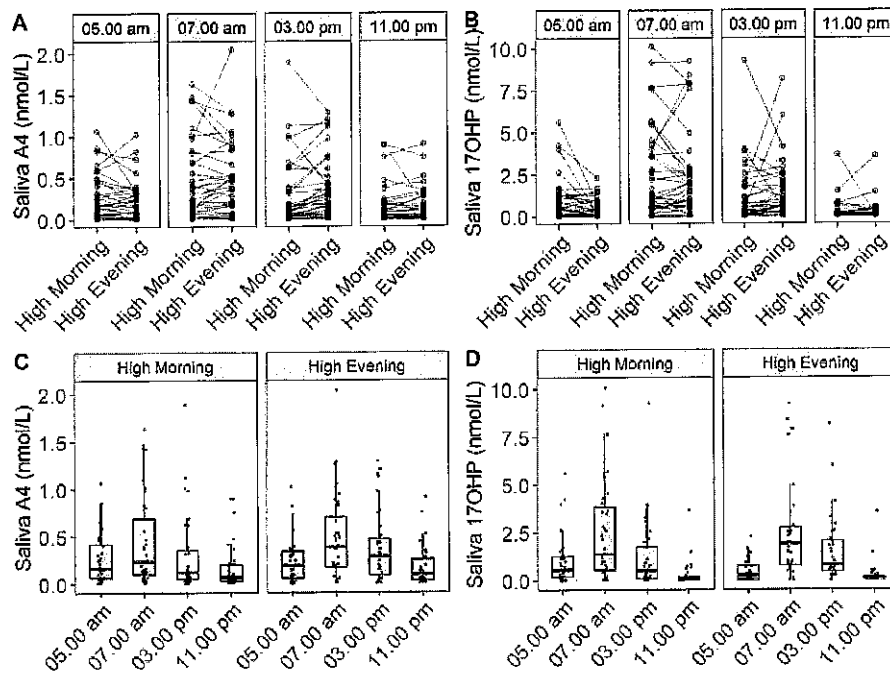 A
05.00 am 07.00 am 03.00 pm 11.00 pm
Saliva A4 (nmol/L)
2.0
1.5
1.0
0.5
0.0
High Morning
High Evening
High Morning
High Evening
High Morning
High Evening
High Morning
High Evening
B
05.00 am 07.00 am 03.00 pm 11.00 pm
Saliva 17OHP (nmol/L)
10.0
7.5
5.0
2.5
0.0
High Morning
High Evening
High Morning
High Evening
High Morning
High Evening
High Morning
High Evening
C
High Morning High Evening
Saliva A4 (nmol/L)
2.0
1.5
1.0
0.5
0.0
05.00 am
07.00 am
03.00 pm
11.00 pm
05.00 am
07.00 am
03.00 pm
11.00 pm
D
High Morning High Evening
Saliva 17OHP (nmol/L)
10.0
7.5
5.0
2.5
0.0
05.00 am
07.00 am
03.00 pm
11.00 pm
05.00 am
07.00 am
03.00 pm
11.00 pm